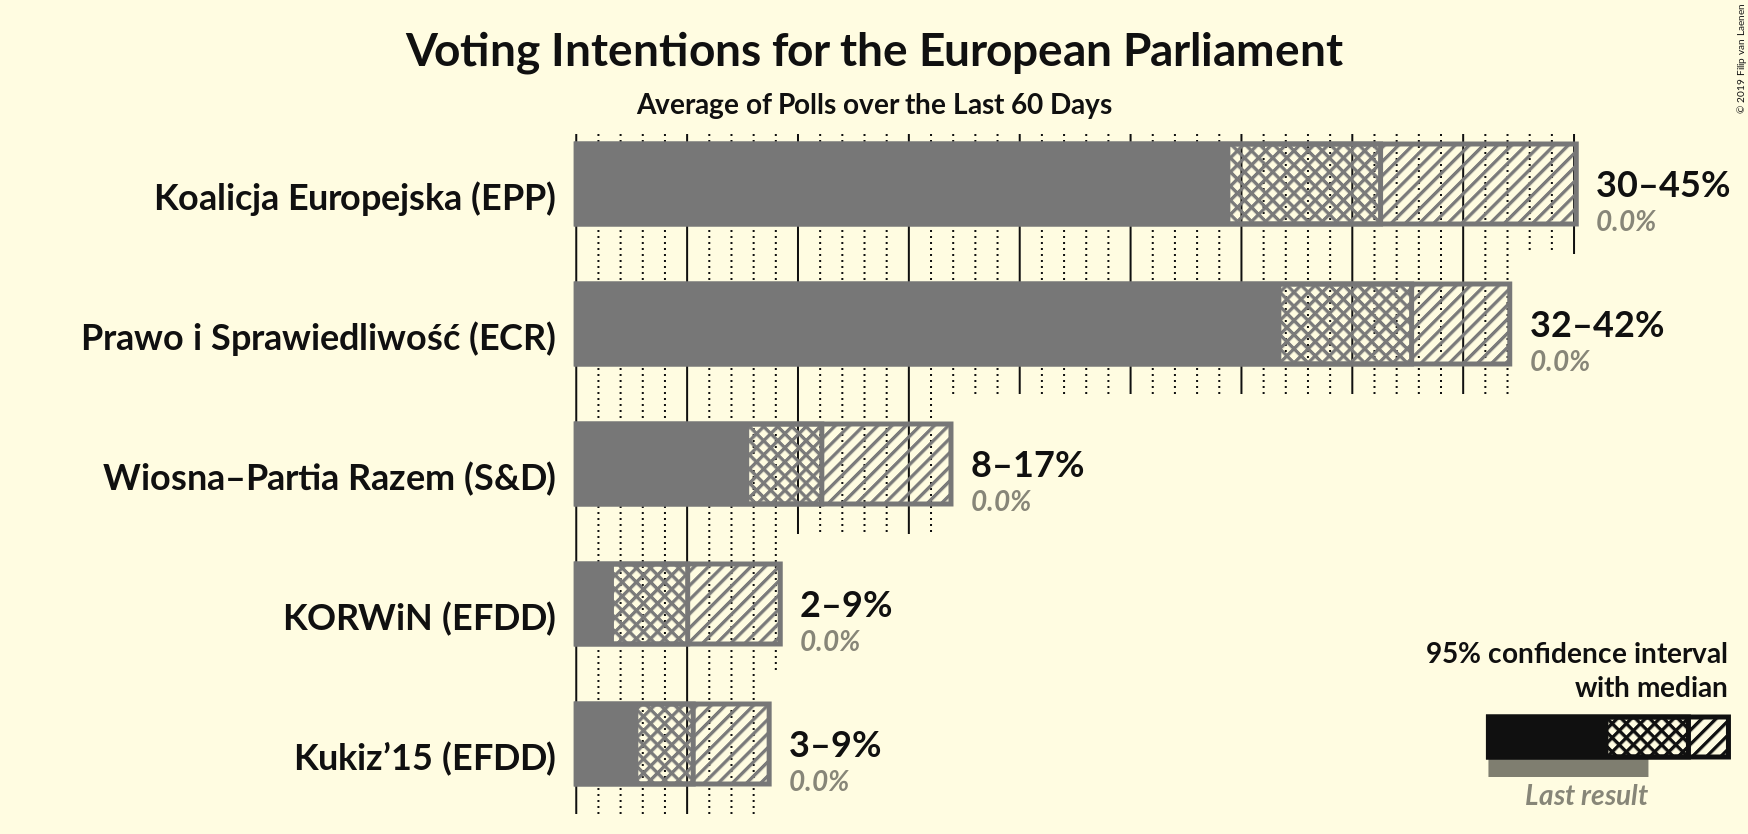 Voting Intentions for the European Parliament
Average of Polls over the Last 60 Days
© 2019 Filip van Laenen
Koalicja Europejska (EPP)
30–45%
0.0%
Prawo i Sprawiedliwość (ECR)
32–42%
0.0%
Wiosna–Partia Razem (S&D)
8–17%
0.0%
KORWiN (EFDD)
2–9%
0.0%
Kukiz’15 (EFDD)
3–9%
0.0%
95% confidence interval
with median
Last result